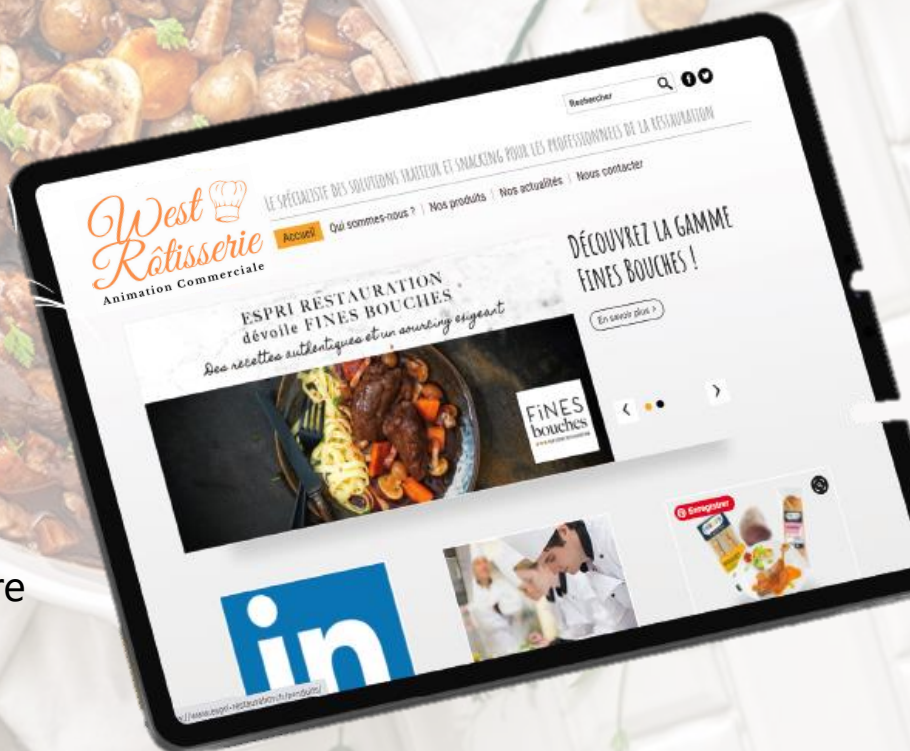 Rechercher
LE SPÉCIALISTE DES SOLUTIONS TRAITEUR ET SNACKING POUR LES PROFESSIONNELS DE LA RESTAURATION
West
Rôtisserie
Animation Commerciale
Accueil
Qui sommes-nous ? | Nos produits | Nos actualités | Nous contacter
DÉCOUVREZ LA GAMME
FINES BOUCHES !
En savoir plus >
ESPRI RESTAURATION
dévoile FINES BOUCHES
Des recettes authentiques et un sourcing exigeant
FiNES
bouches
Enregistrer
re
in